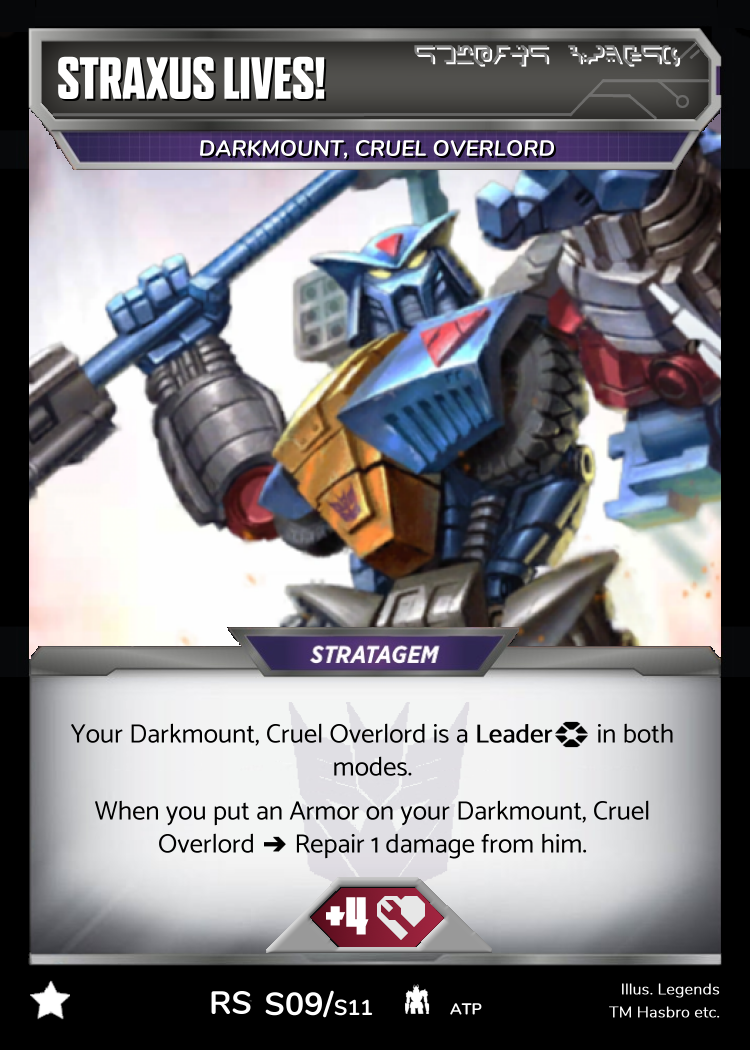 STRAXUS LIVES!
DARKMOUNT, CRUEL OVERLORD
STRATAGEM
Your Darkmount, Cruel Overlord is a Leader in both
modes.
When you put an Armor on your Darkmount, Cruel
Overlord ➔ Repair 1 damage from him.
+4
RS S09/S11 ATP
Illus. Legends
TM Hasbro etc.